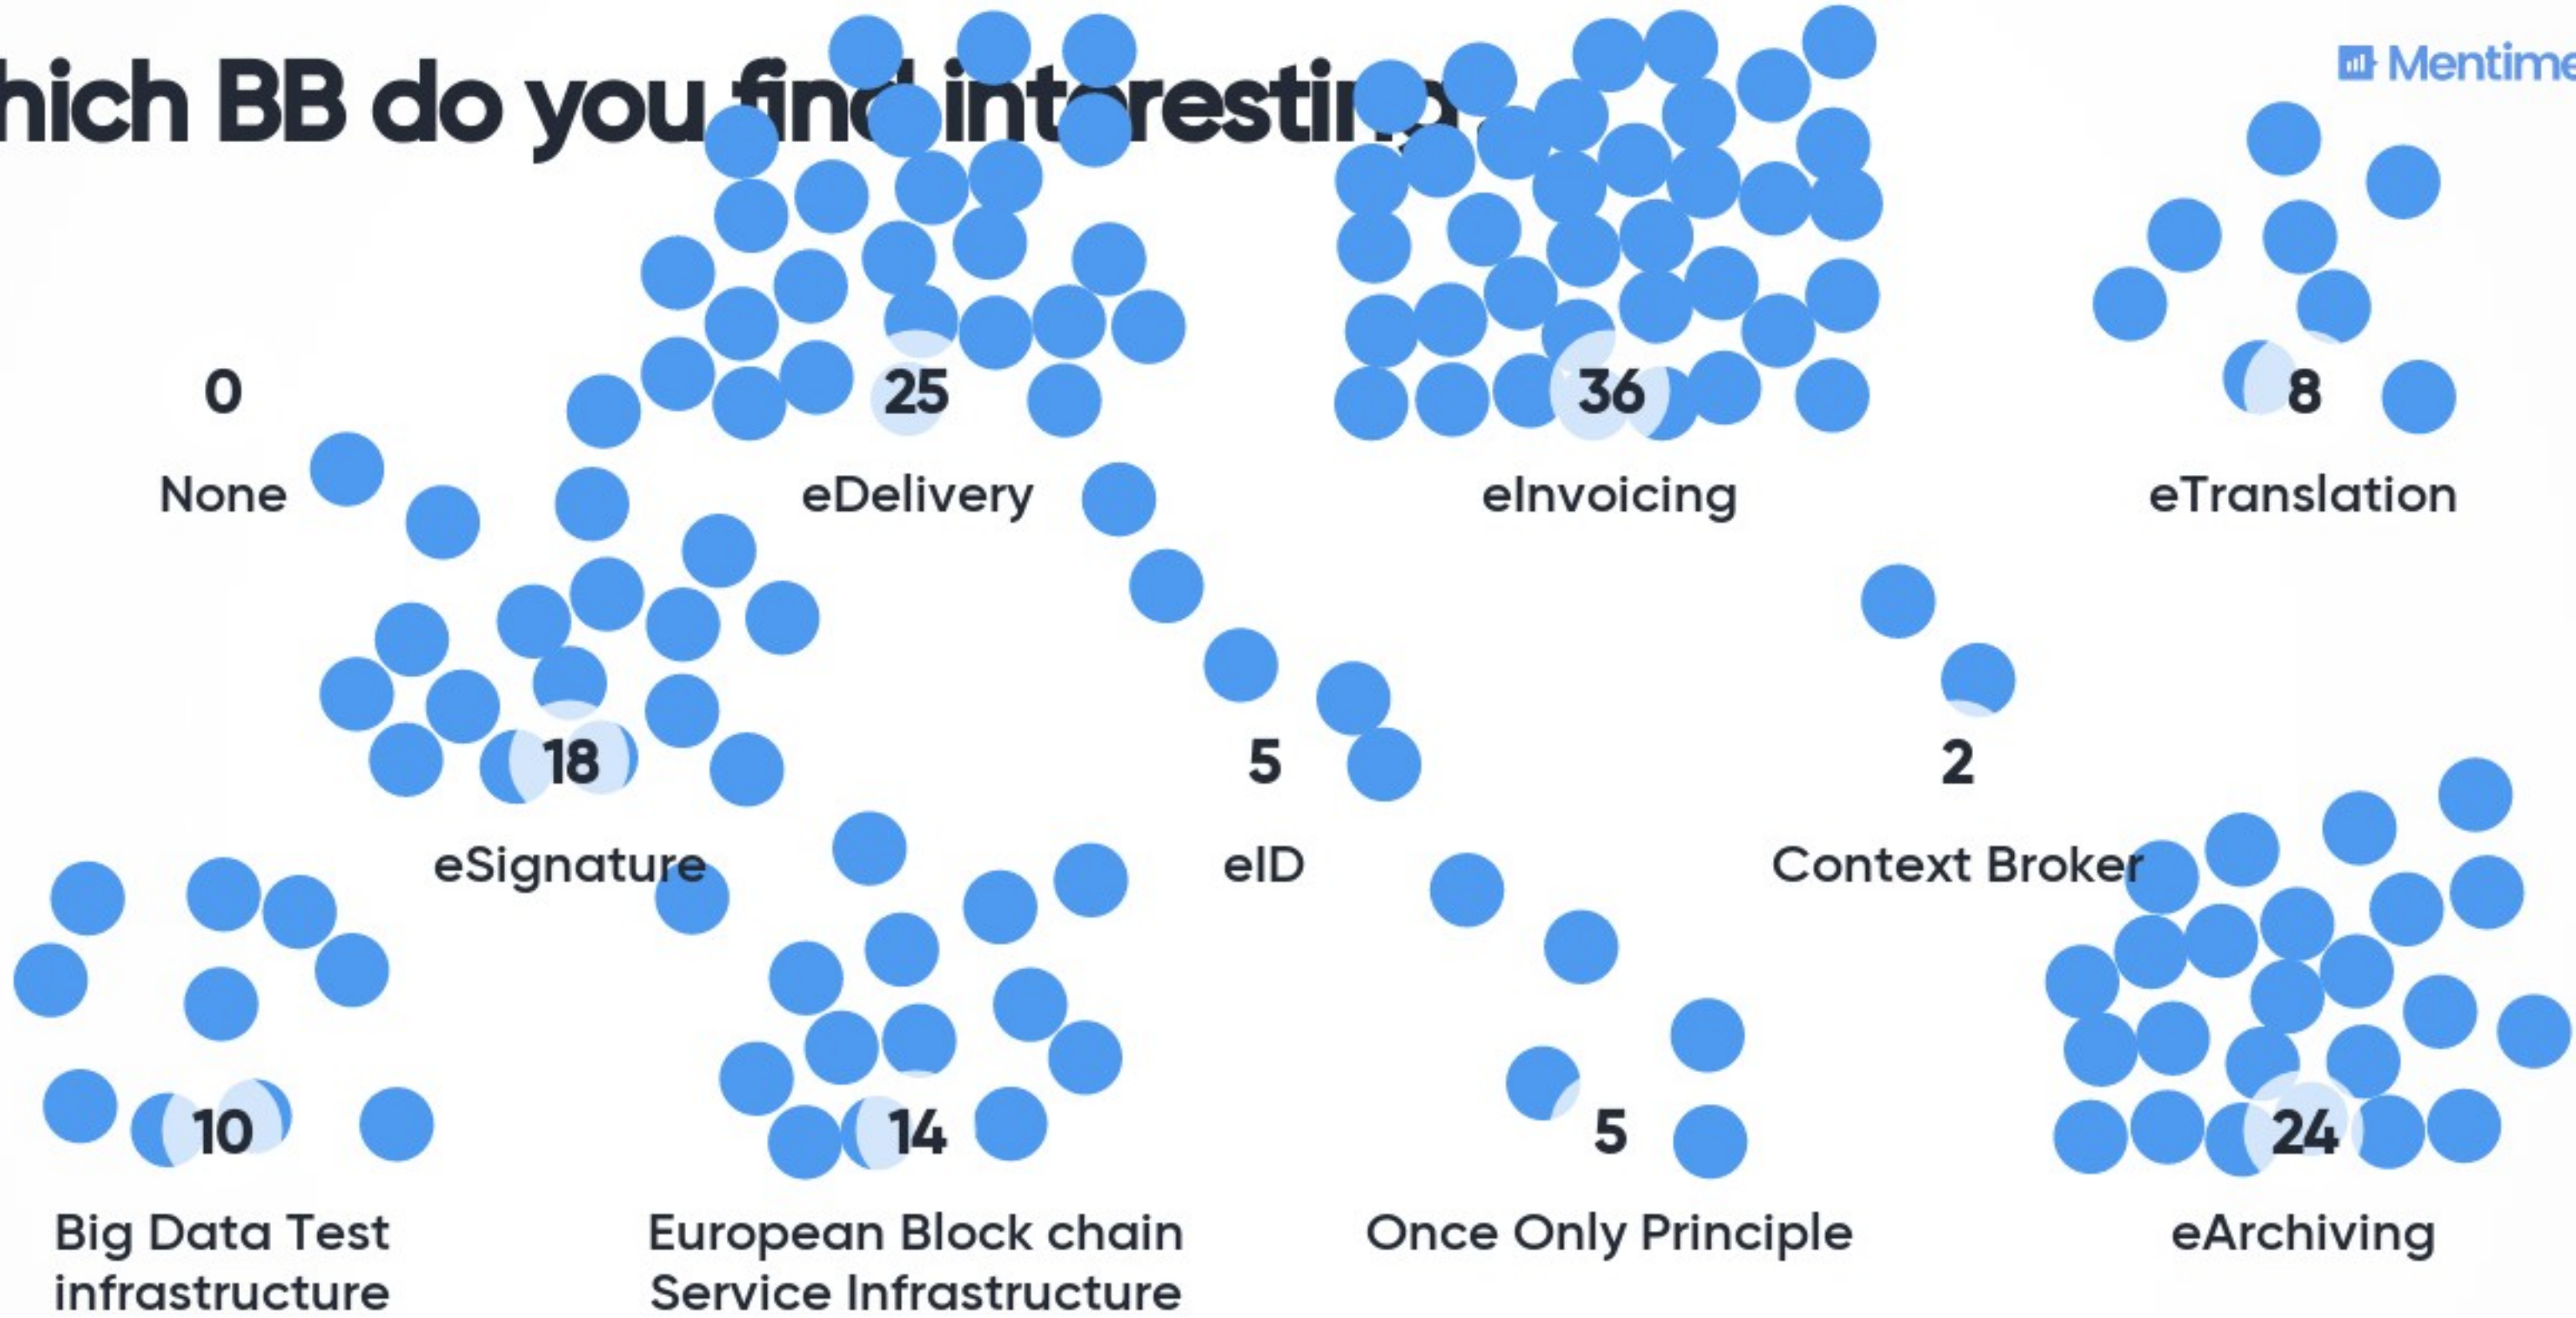 hich BB do you find interesting
Mentime
0
25
36
8
None
eDelivery
eInvoicing
eTranslation
18
5
2
eSignature
eID
Context Broker
10
14
5
24
Big Data Test
infrastructure
European Block chain
Service Infrastructure
Once Only Principle
eArchiving